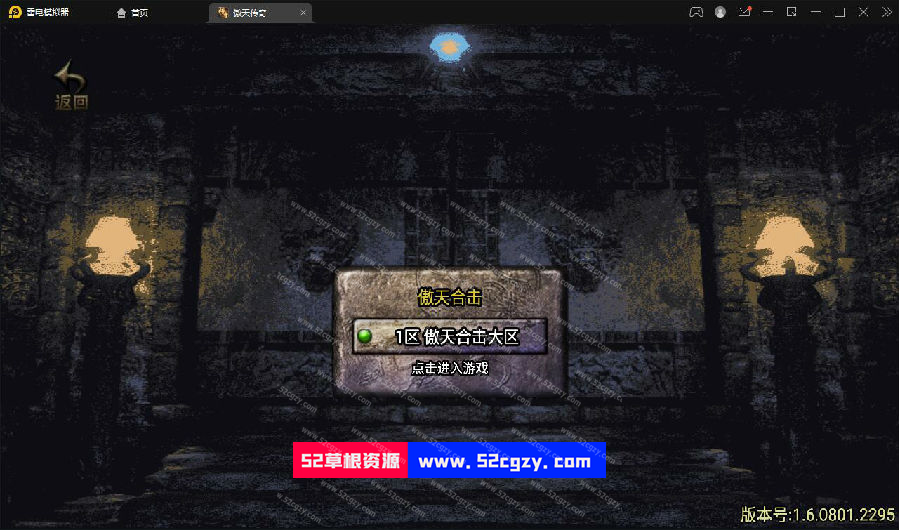 雷电模拟器
首页
傲天传奇
返回
傲天合击
1区 傲天合击大区
点击进入游戏
52草根资源 www.52cgzy.com
版本号:1.6.0801.2295